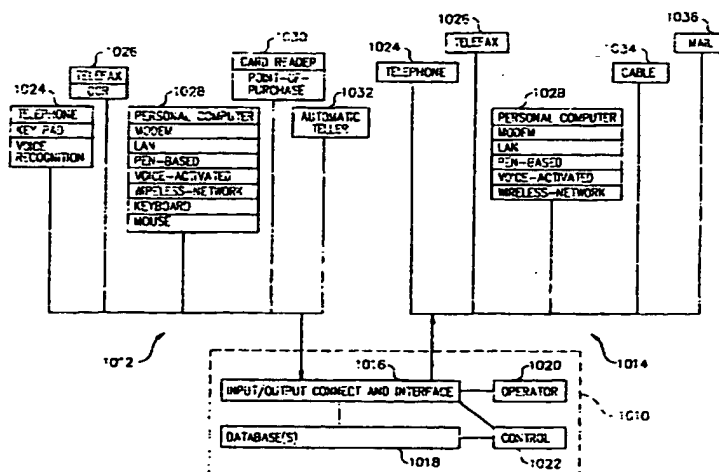 1036
MAIL
1026
TELEFAX
1034
CABLE
1024
TELEPHONE
1028
PERSONAL COMPUTER
MODEM
LAN
PEN-BASED
VOICE-ACTIVATED
WIRELESS-NETWORK
1030
CARD READER
POINT-OF-
PURCHASE
1026
TELEFAX
OCR
1024
TELEPHONE
KEY PAD
VOICE
RECOGNITION
1028
PERSONAL COMPUTER
MODEM
LAN
PEN-BASED
VOICE-ACTIVATED
WIRELESS-NETWORK
KEYBOARD
MOUSE
1032
AUTOMATIC
TELLER
1012
1014
1016
INPUT/OUTPUT CONNECT AND INTERFACE
1020
OPERATOR
1010
DATABASE(S)
1018
CONTROL
1022